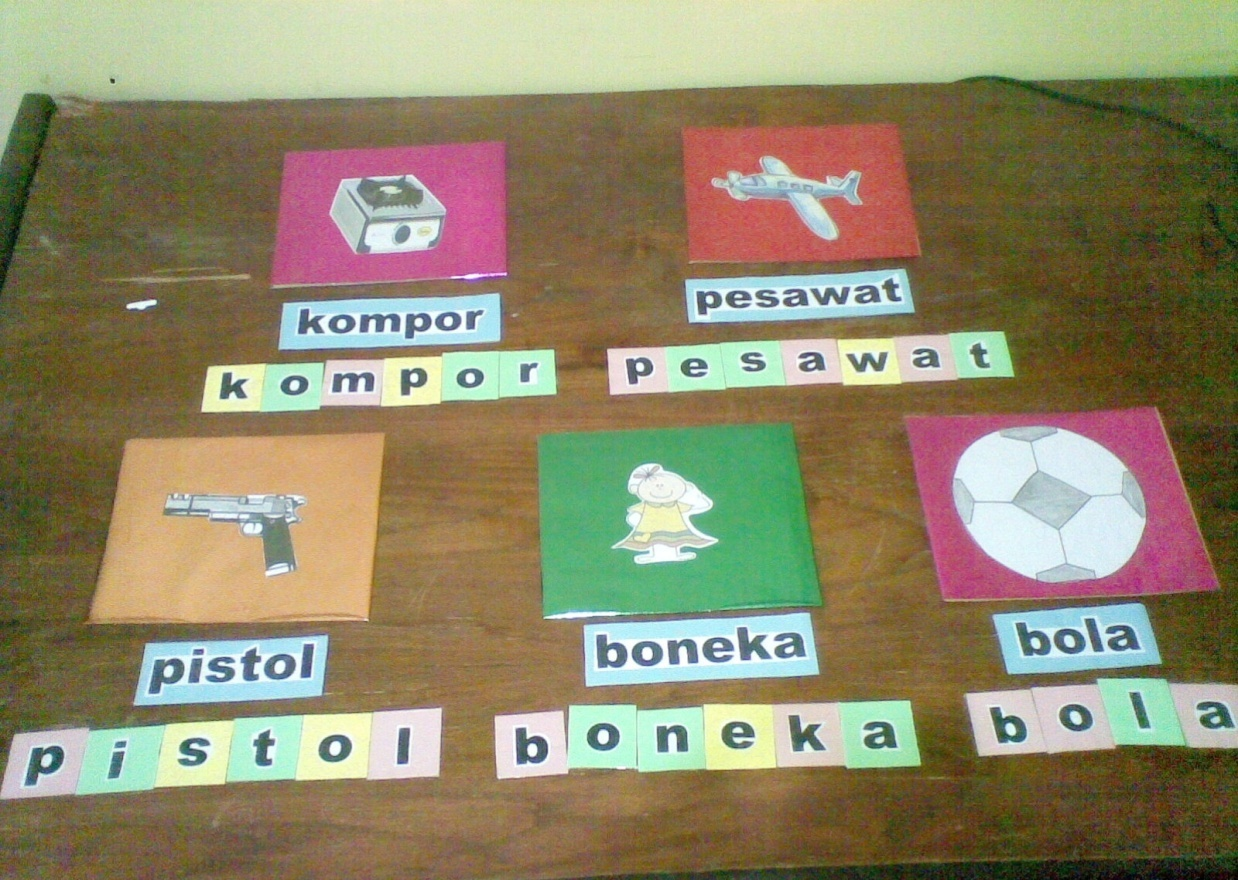 kompor
pesawat
k o m p o r
p e s a w a t
pistol
boneka
bola
p i s t o l
b o n e k a
b o l a